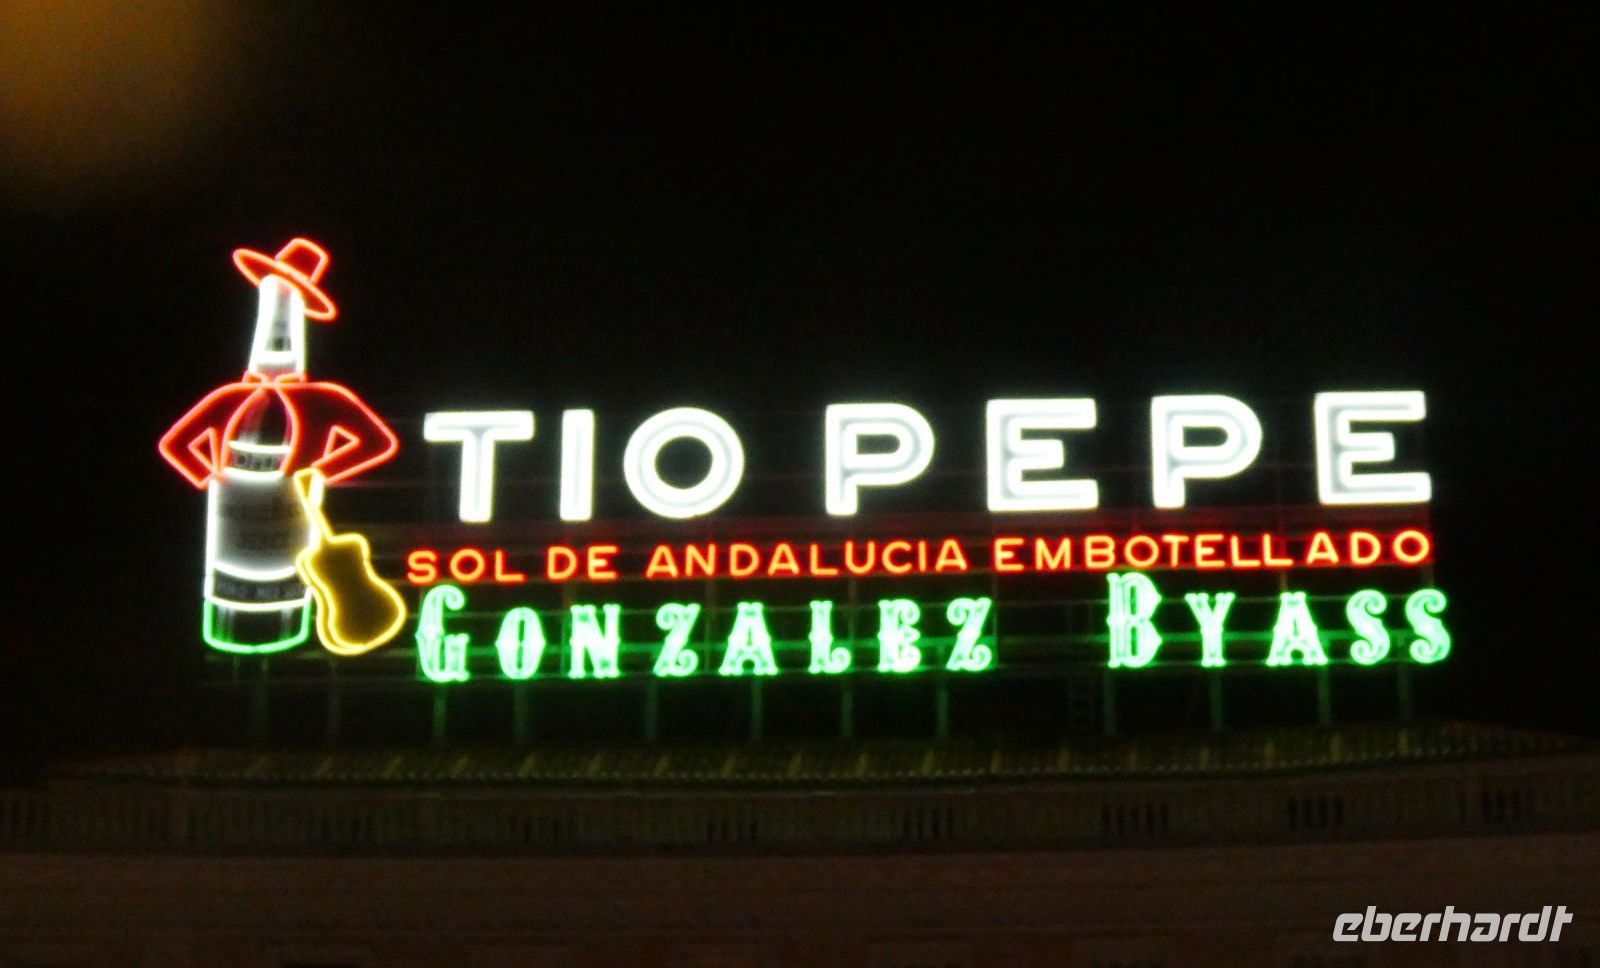 TIO PEPE
SOL DE ANDALUCIA EMBOTELLADO
GONZALEZ BYASS
eberhardt